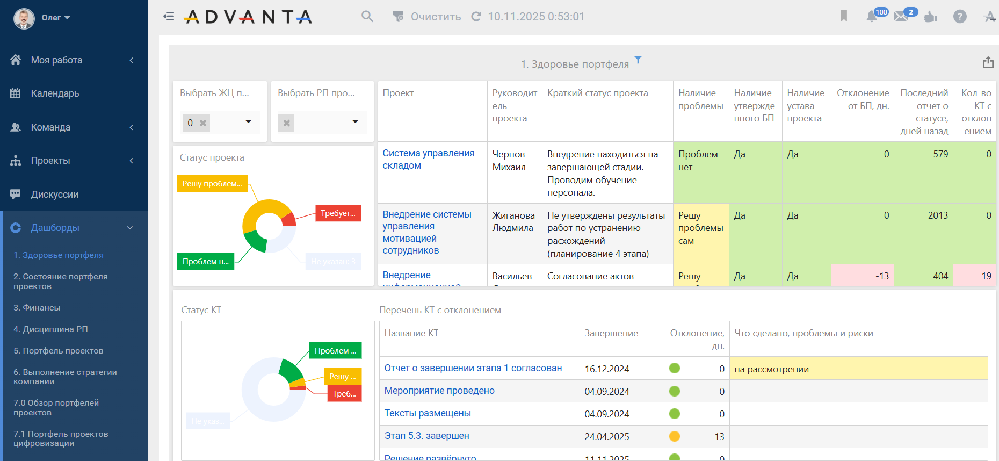 Олег
ADVANTA
Очистить
10.11.2025 0:53:01
100
2
Моя работа
Календарь
Команда
Проекты
Дискуссии
Дашборды
1. Здоровье портфеля
2. Состояние портфеля
проектов
3. Финансы
4. Дисциплина РП
5. Портфель проектов
6. Выполнение стратегии
компании
7.0 Обзор портфелей
проектов
7.1 Портфель проектов
цифровизации
1. Здоровье портфеля
Выбрать ЖЦ п...
0
Выбрать РП про...
Статус проекта
Решу проблем...
Требует...
Проблем н...
Не указан: 3
Проект
Руководит
ель
проекта
Краткий статус проекта
Наличие
проблемы
Наличие
утвержде
нного БП
Наличие
устава
проекта
Отклонение
от БП, дн.
Последний
отчет о
статусе,
дней назад
Кол-во
КТ с
отклон
ением
Система управления
складом
Чернов
Михаил
Внедрение находиться на
завершающей стадии.
Проводим обучение
персонала.
Проблем
нет
Да
Да
0
579
0
Внедрение системы
управления
мотивацией
сотрудников
Жиганова
Людмила
Не утверждены результаты
работ по устранению
расхождений
(планирование 4 этапа)
Решу
проблемы
сам
Да
Да
0
2013
0
Внедрение
Васильев
Согласование актов
Решу
Да
Да
-13
404
19
Статус КТ
Проблем ...
Решу ...
Треб...
Не указ...
Перечень КТ с отклонением
Название КТ
Завершение
Отклонение,
дн.
Что сделано, проблемы и риски
Отчет о завершении этапа 1 согласован
16.12.2024
0
на рассмотрении
Мероприятие проведено
04.09.2024
0
Тексты размещены
04.09.2024
0
Этап 5.3. завершен
24.04.2025
-13
Решение развёрнуто
11.11.2025
0